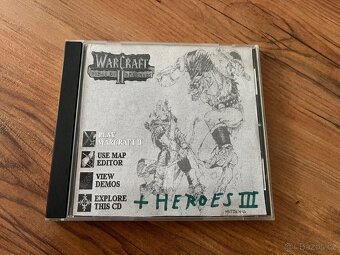 WARCRAFT
II
PLAY
WARCRAFT II
USE MAP
EDITOR
VIEW
DEMOS
EXPLORE
THIS CD
+ HEROES III